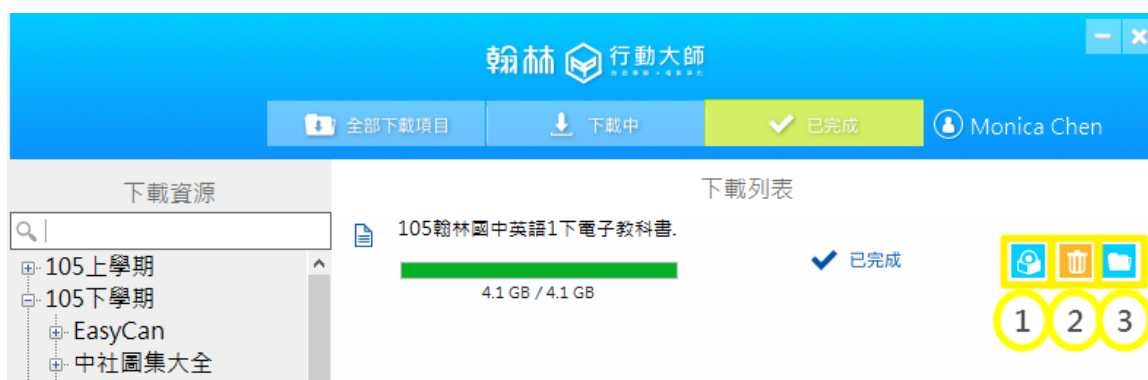 翰林 行動大師
全部下載項目
下載中
已完成
Monica Chen
下載資源
下載列表
105翰林國中英語1下電子教科書.
已完成
4.1 GB / 4.1 GB
105上學期
105下學期
EasyCan
中社圖集大全
1
2
3